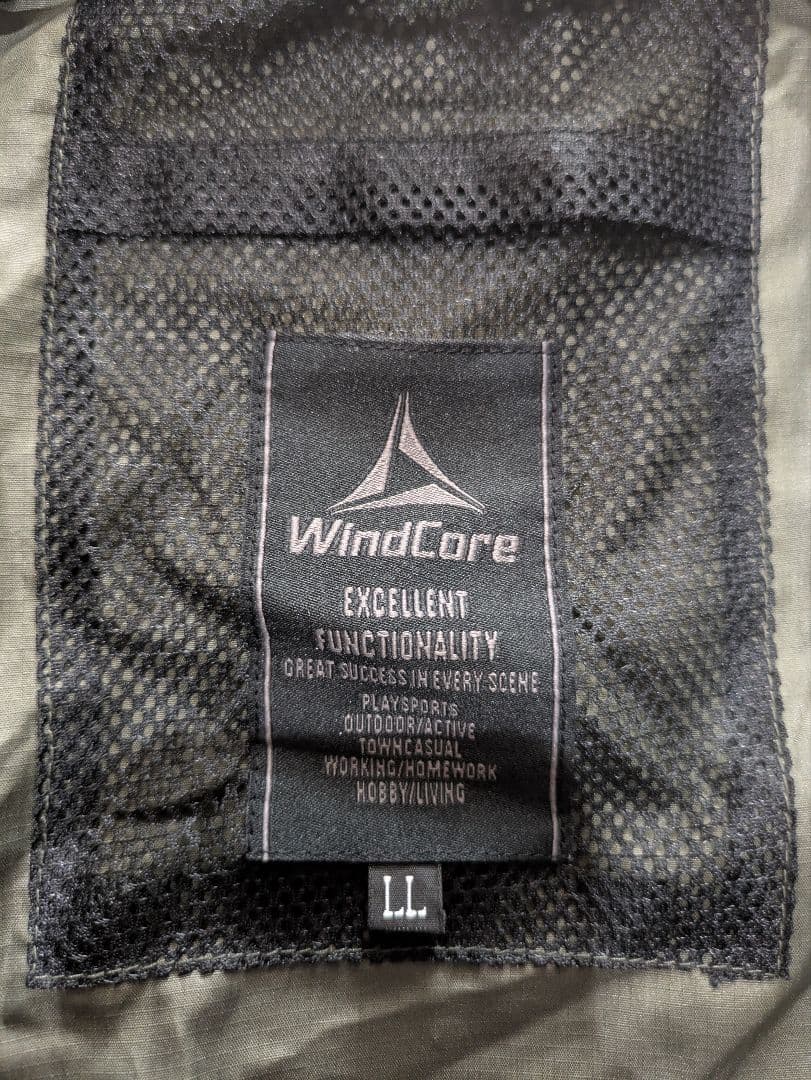 WindCore
EXCELLENT
FUNCTIONALITY
GREAT SUCCESS IN EVERY SCENE
PLAYSPORTS
OUTDOOR/ACTIVE
TOWNCASUAL
WORKING/HOMEWORK
HOBBY/LIVING
LL